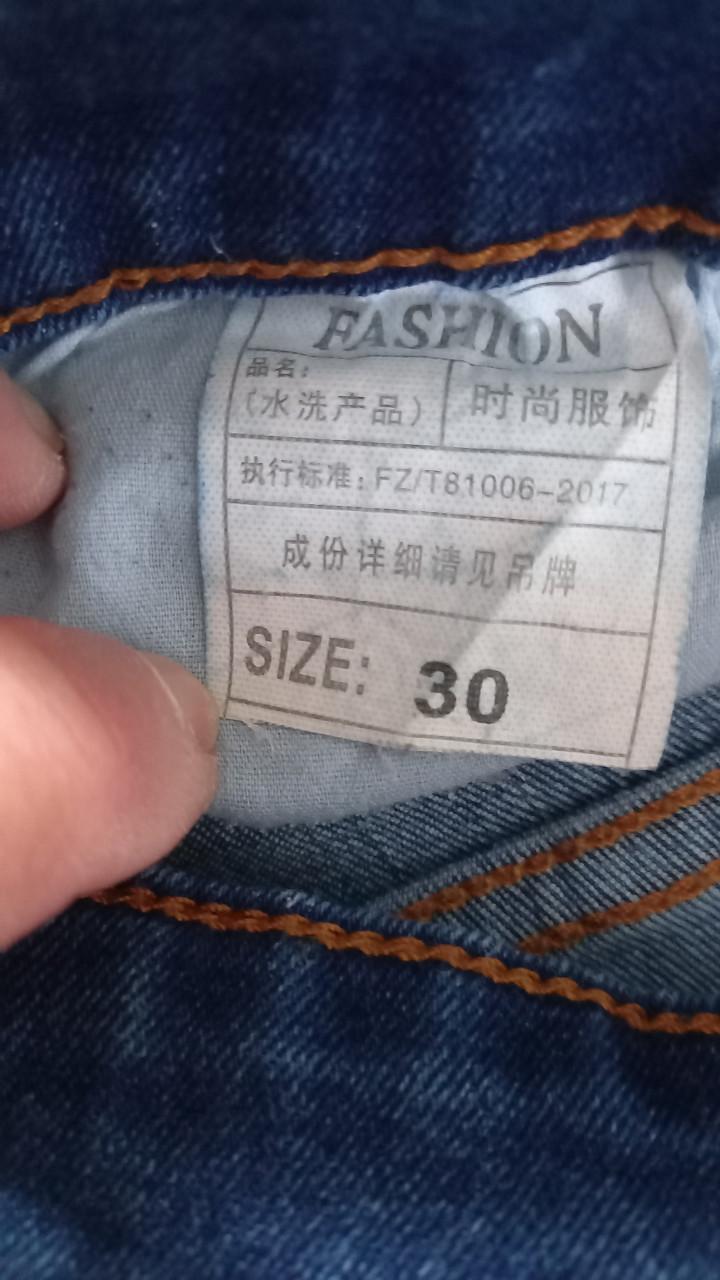 FASHION
品名:
(水洗产品) 时尚服饰
执行标准: FZ/T81006-2017
成份详细请见吊牌
SIZE: 30